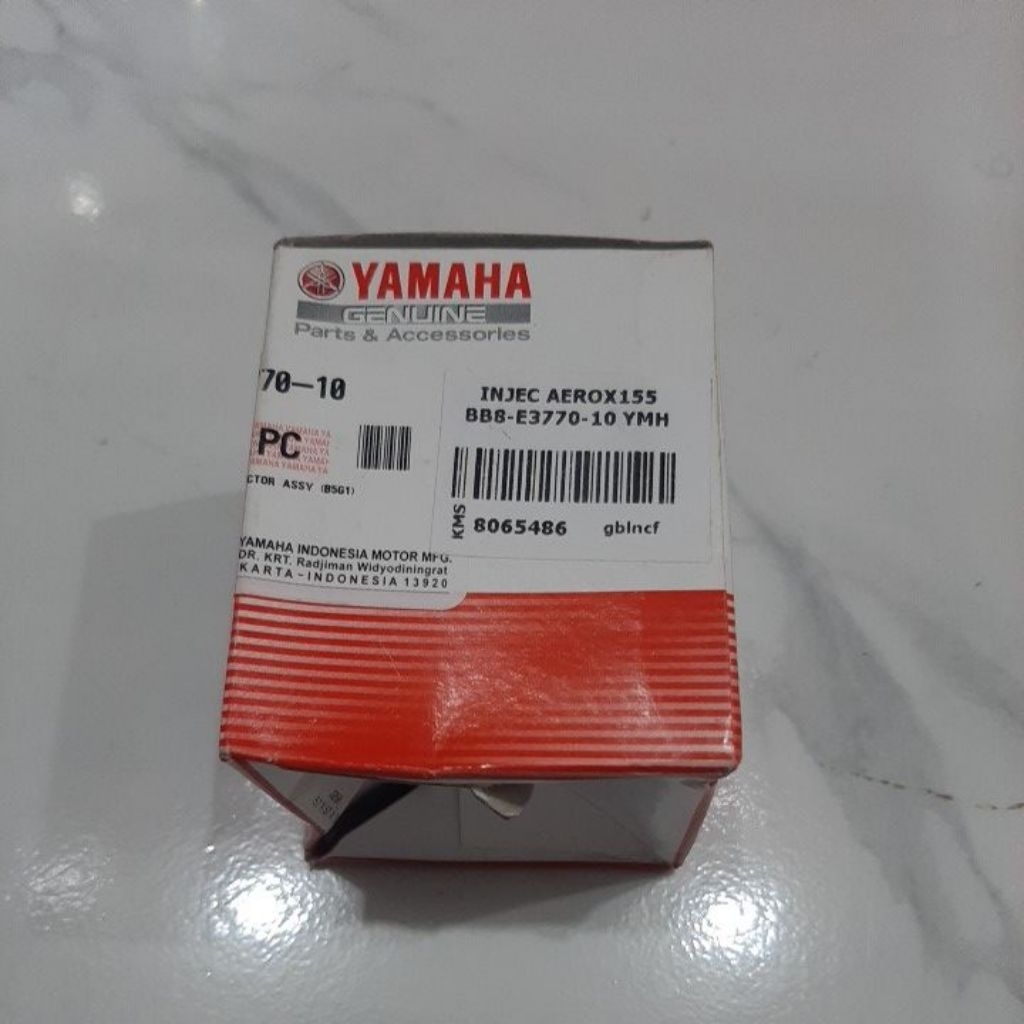 YAMAHA
GENUINE
Parts & Accessories
70-10
INJEC AEROX155
BB8-E3770-10 YMH
PC
CTOR ASSY (B5G1)
KMS
8065486 gblncf
YAMAHA INDONESIA MOTOR MFG.
DR. KRT. Radjiman Widyodiningrat
KARTA-INDONESIA 13920